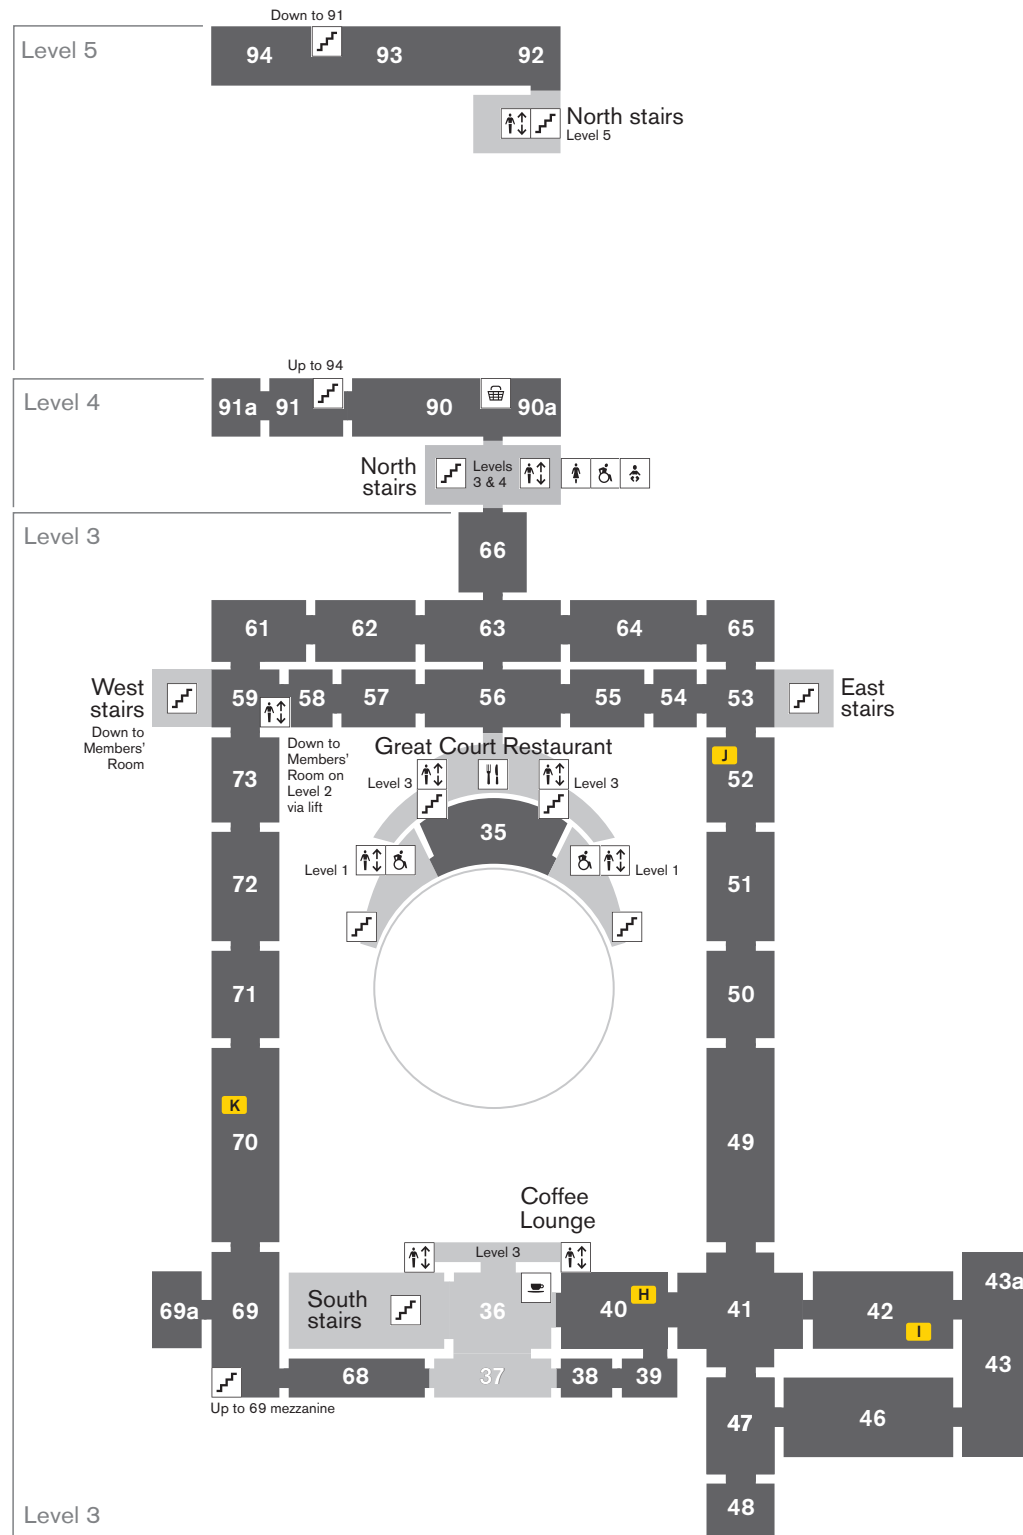 Down to 91
Level 5
94
93
92
North stairs
Level 5
Up to 94
Level 4
91a
91
90
90a
North
stairs
Levels
3 & 4
Level 3
66
61
62
63
64
65
West
stairs
Down to
Members'
Room
59
58
57
56
55
54
53
East
stairs
Down to
Members'
Room on
Level 2
via lift
Great Court Restaurant
Level 3
Level 3
J
73
52
35
Level 1
Level 1
72
51
71
50
K
70
49
Coffee
Lounge
Level 3
69a
69
South
stairs
36
40
H
41
42
I
43a
43
68
37
38
39
Up to 69 mezzanine
47
46
48
Level 3